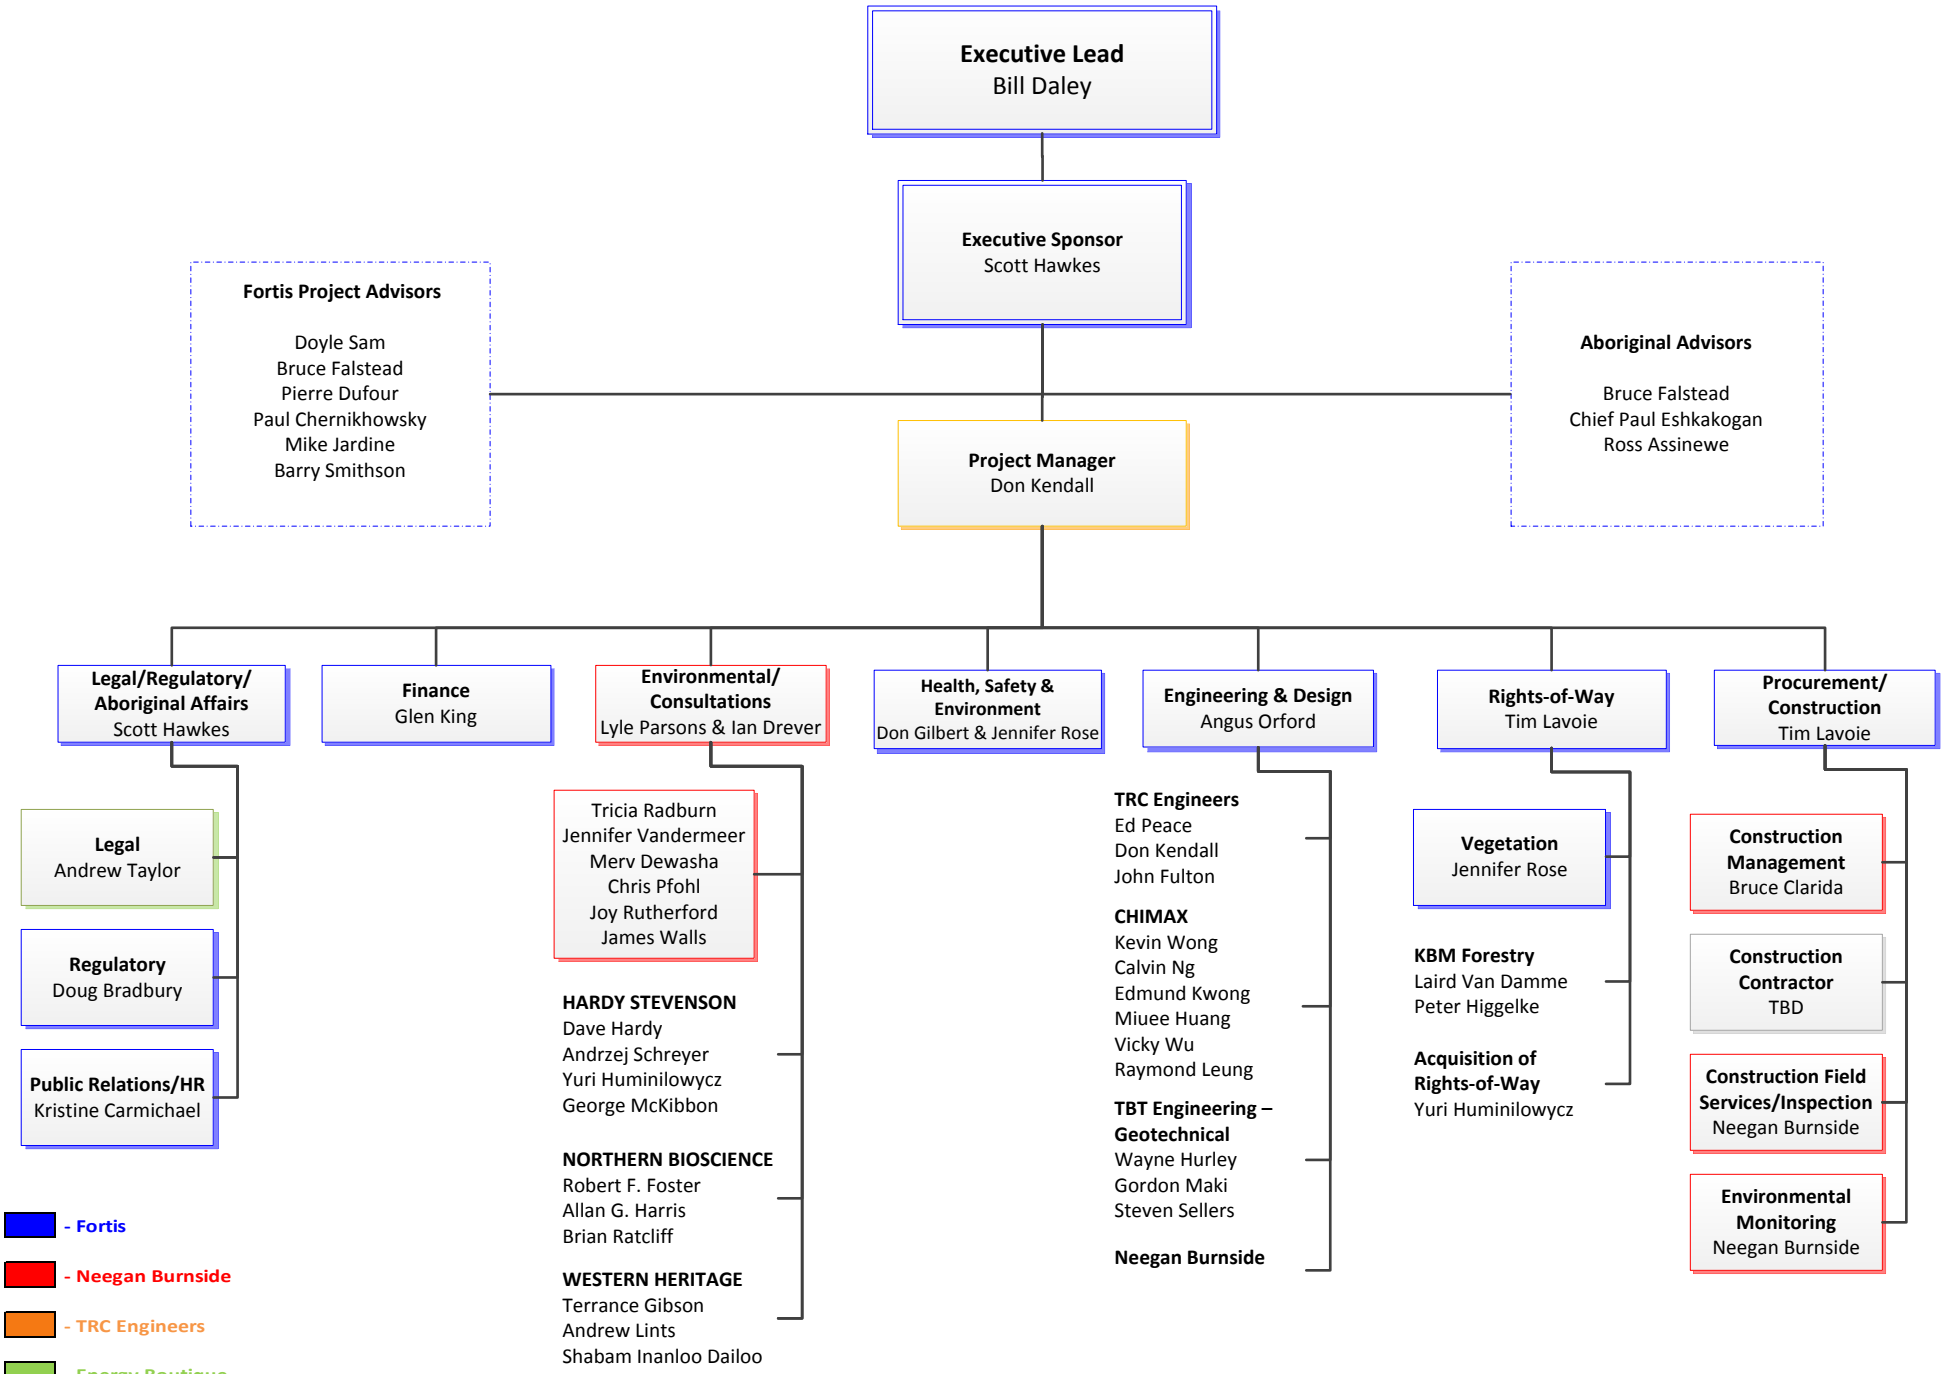 Executive Lead
Bill Daley
Executive Sponsor
Scott Hawkes
Fortis Project Advisors
Doyle Sam
Bruce Falstead
Pierre Dufour
Paul Chernikhowsky
Mike Jardine
Barry Smithson
Aboriginal Advisors
Bruce Falstead
Chief Paul Eshkakogan
Ross Assinewe
Project Manager
Don Kendall
Legal/Regulatory/
Aboriginal Affairs
Scott Hawkes
Finance
Glen King
Environmental/
Consultations
Lyle Parsons & Ian Drever
Health, Safety &
Environment
Don Gilbert & Jennifer Rose
Engineering & Design
Angus Orford
Rights-of-Way
Tim Lavoie
Procurement/
Construction
Tim Lavoie
Legal
Andrew Taylor
Regulatory
Doug Bradbury
Public Relations/HR
Kristine Carmichael
Tricia Radburn
Jennifer Vandermeer
Merv Dewasha
Chris Pfohl
Joy Rutherford
James Walls
HARDY STEVENSON
Dave Hardy
Andrzej Schreyer
Yuri Huminilowycz
George McKibbon
NORTHERN BIOSCIENCE
Robert F. Foster
Allan G. Harris
Brian Ratcliff
WESTERN HERITAGE
Terrance Gibson
Andrew Lints
Shabam Inanloo Dailoo
TRC Engineers
Ed Peace
Don Kendall
John Fulton
CHIMAX
Kevin Wong
Calvin Ng
Edmund Kwong
Miuee Huang
Vicky Wu
Raymond Leung
TBT Engineering –
Geotechnical
Wayne Hurley
Gordon Maki
Steven Sellers
Neegan Burnside
Vegetation
Jennifer Rose
KBM Forestry
Laird Van Damme
Peter Higgelke
Acquisition of
Rights-of-Way
Yuri Huminilowycz
Construction
Management
Bruce Clarida
Construction
Contractor
TBD
Construction Field
Services/Inspection
Neegan Burnside
Environmental
Monitoring
Neegan Burnside
- Fortis
- Neegan Burnside
- TRC Engineers
Energy Boutique